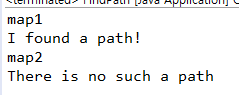 <terminated> FindPath [Java Application] C
map1
I found a path!
map2
There is no such a path